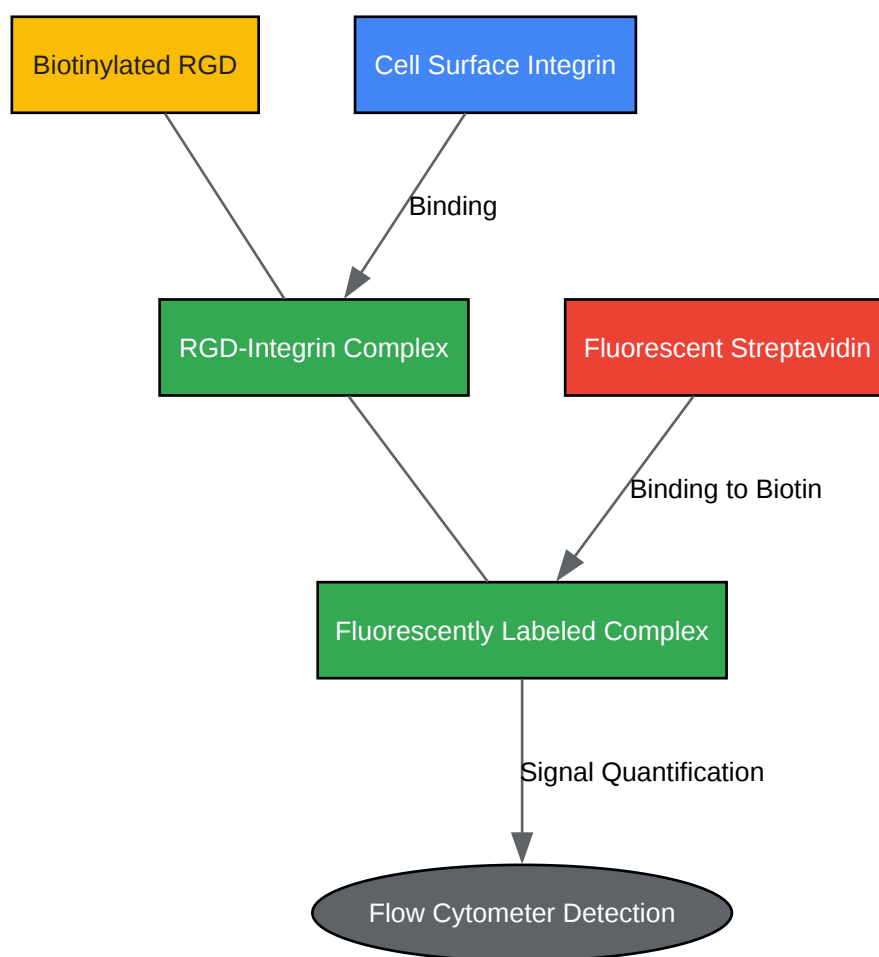 Biotinylated RGD
Cell Surface Integrin
Binding
RGD-Integrin Complex
Fluorescent Streptavidin
Binding to Biotin
Fluorescently Labeled Complex
Signal Quantification
Flow Cytometer Detection